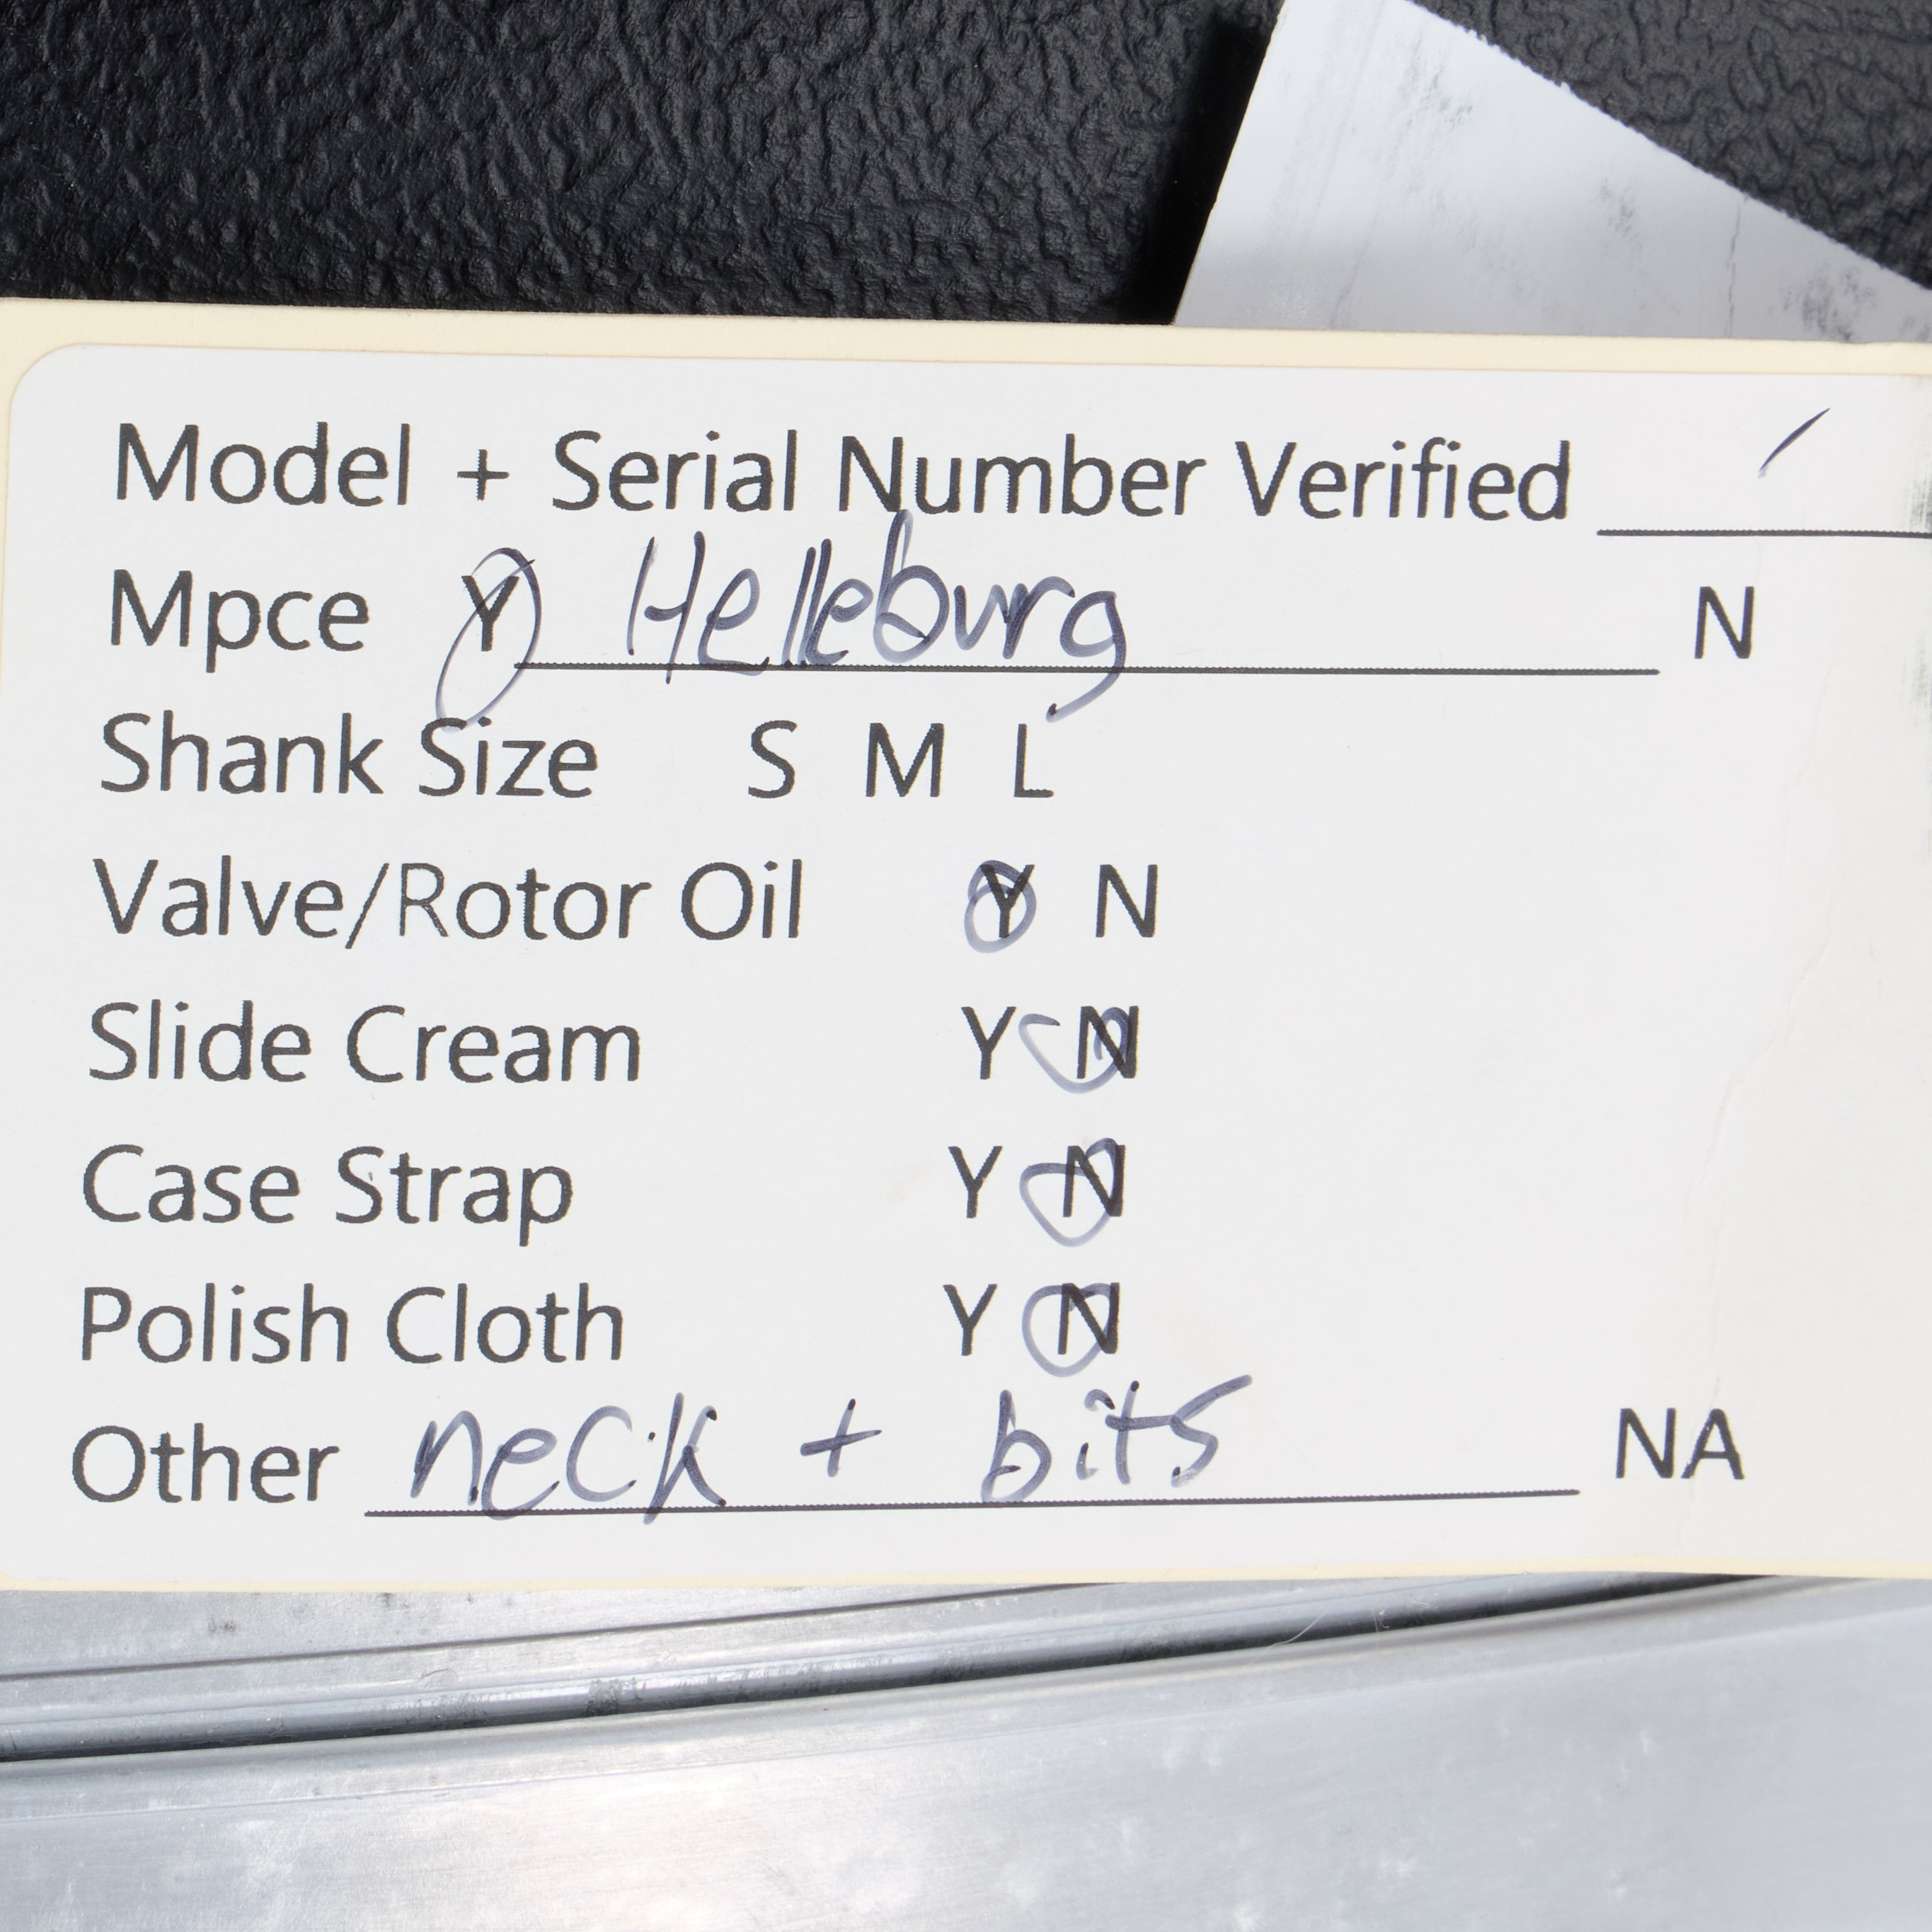 Model + Serial Number Verified
Mpce Y Helleburg N
Shank Size S M L
Valve/Rotor Oil Y N
Slide Cream Y N
Case Strap Y N
Polish Cloth Y N
Other neck + bits NA